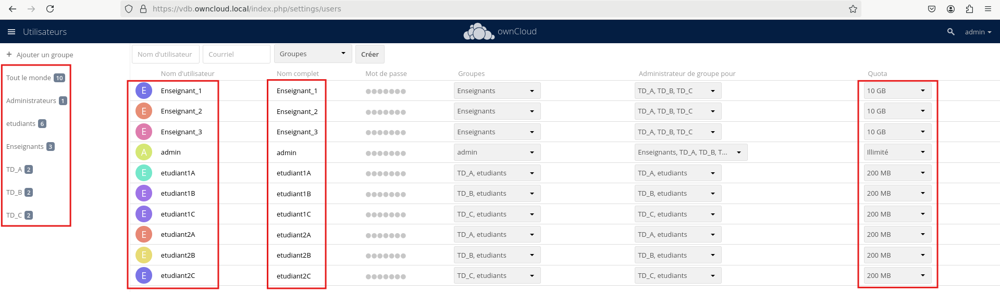 https://vdb.owncloud.local/index.php/settings/users
Utilisateurs ownCloud admin
+ Ajouter un groupe
Nom d'utilisateur Courriel Groupes Créer
Tout le monde 10
Administrateurs 1
etudiants 6
Enseignants 3
TD_A 2
TD_B 2
TD_C 2
Nom d'utilisateur Nom complet Mot de passe Groupes Administrateur de groupe pour Quota
E Enseignant_1 Enseignant_1 ●●●●●●● Enseignants TD_A, TD_B, TD_C 10 GB
E Enseignant_2 Enseignant_2 ●●●●●●● Enseignants TD_A, TD_B, TD_C 10 GB
E Enseignant_3 Enseignant_3 ●●●●●●● Enseignants TD_A, TD_B, TD_C 10 GB
A admin admin ●●●●●●● admin Enseignants, TD_A, TD_B, T... Illimité
E etudiant1A etudiant1A ●●●●●●● TD_A, etudiants TD_A, etudiants 200 MB
E etudiant1B etudiant1B ●●●●●●● TD_B, etudiants TD_B, etudiants 200 MB
E etudiant1C etudiant1C ●●●●●●● TD_C, etudiants TD_C, etudiants 200 MB
E etudiant2A etudiant2A ●●●●●●● TD_A, etudiants TD_A, etudiants 200 MB
E etudiant2B etudiant2B ●●●●●●● TD_B, etudiants TD_B, etudiants 200 MB
E etudiant2C etudiant2C ●●●●●●● TD_C, etudiants TD_C, etudiants 200 MB